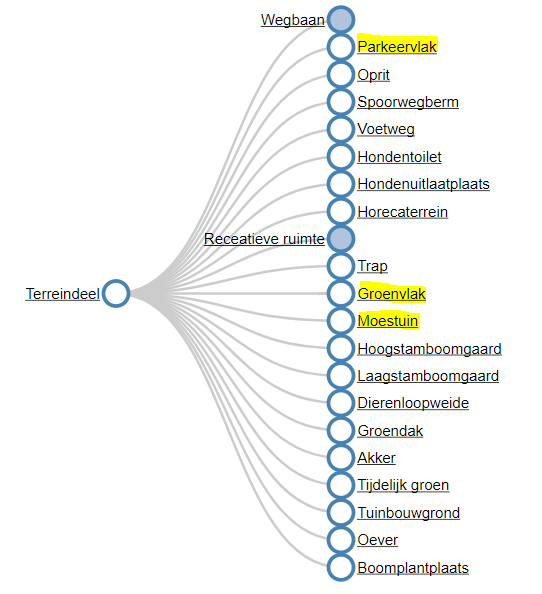 Wegbaan
Parkeervlak
Oprit
Spoorwegberm
Voetweg
Hondentoilet
Hondenuitlaatplaats
Horecaterrein
Receatieve ruimte
Trap
Terreindeel
Groenvlak
Moestuin
Hoogstamboomgaard
Laagstamboomgaard
Dierenloopweide
Groendak
Akker
Tijdelijk groen
Tuinbouwgrond
Oever
Boomplantplaats